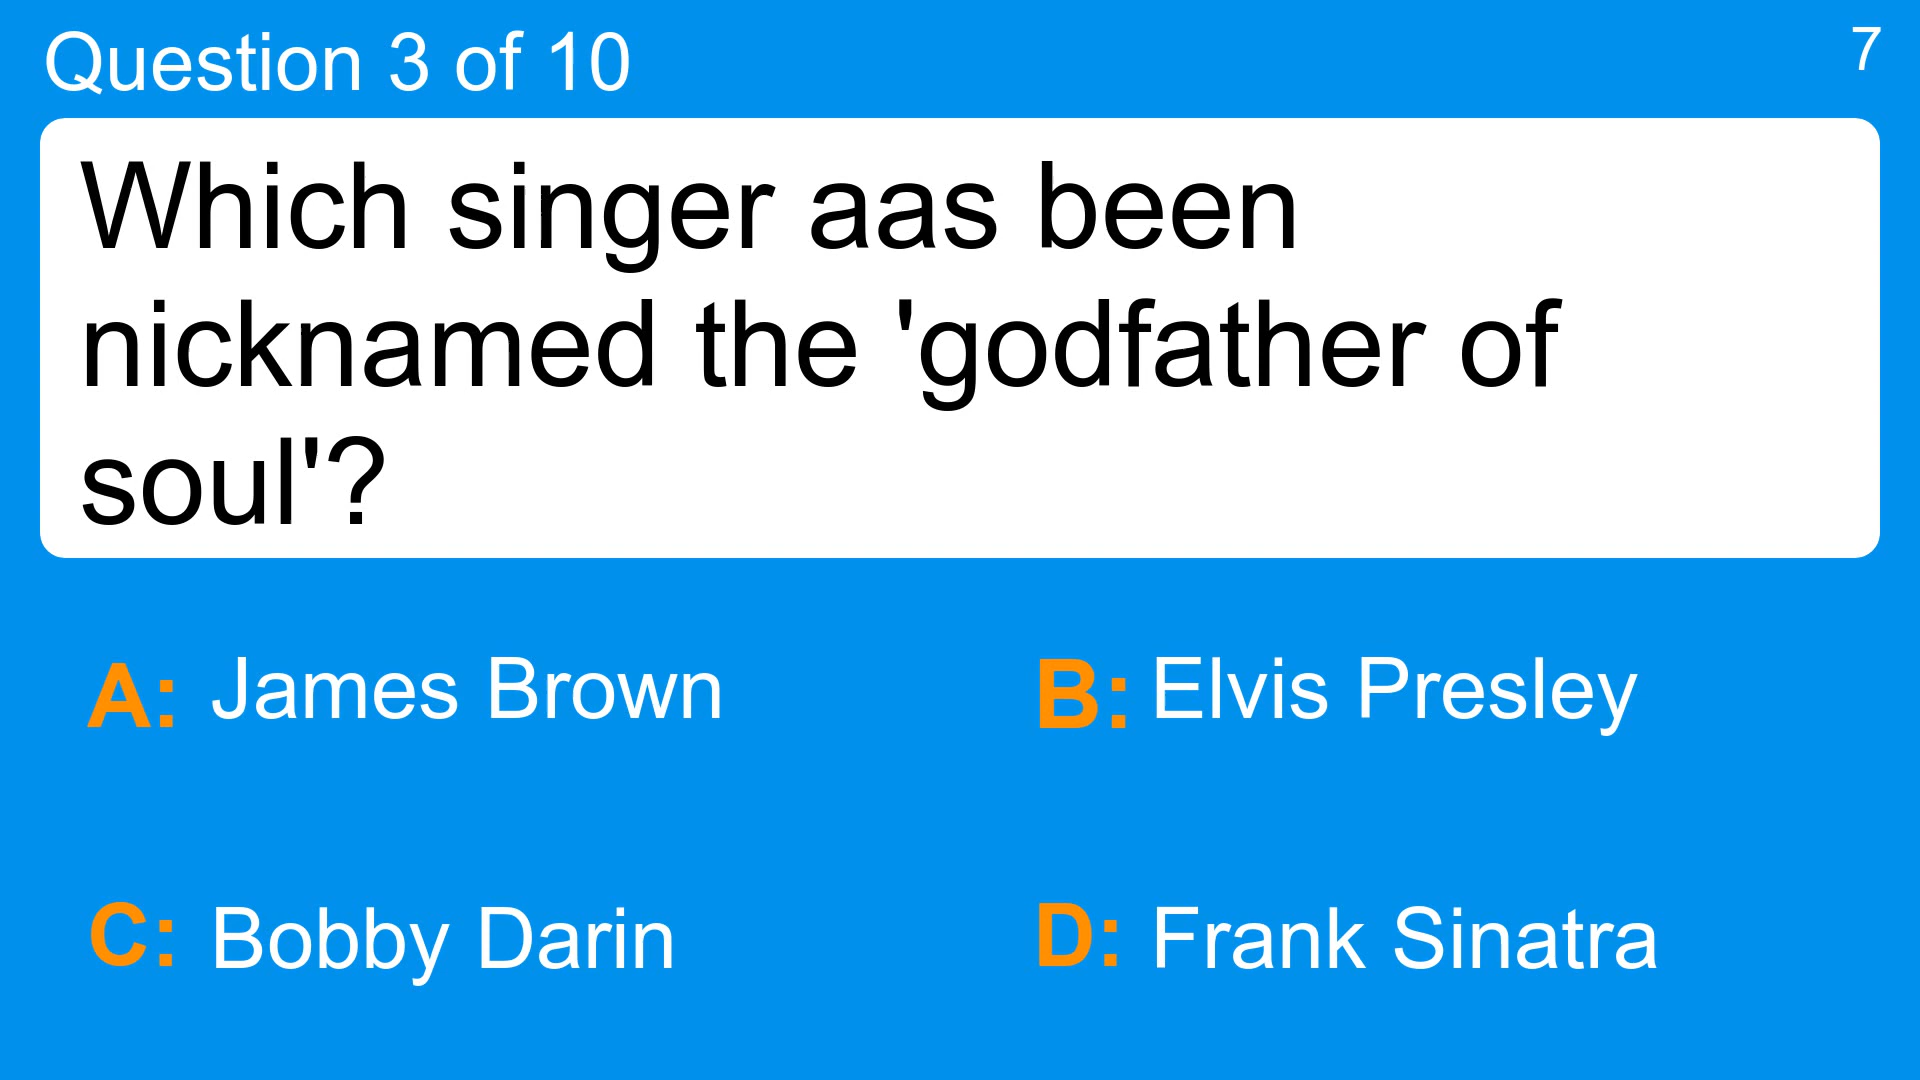 Question 3 of 10
7
Which singer aas been
nicknamed the 'godfather of
soul'?
A: James Brown
B: Elvis Presley
C: Bobby Darin
D: Frank Sinatra